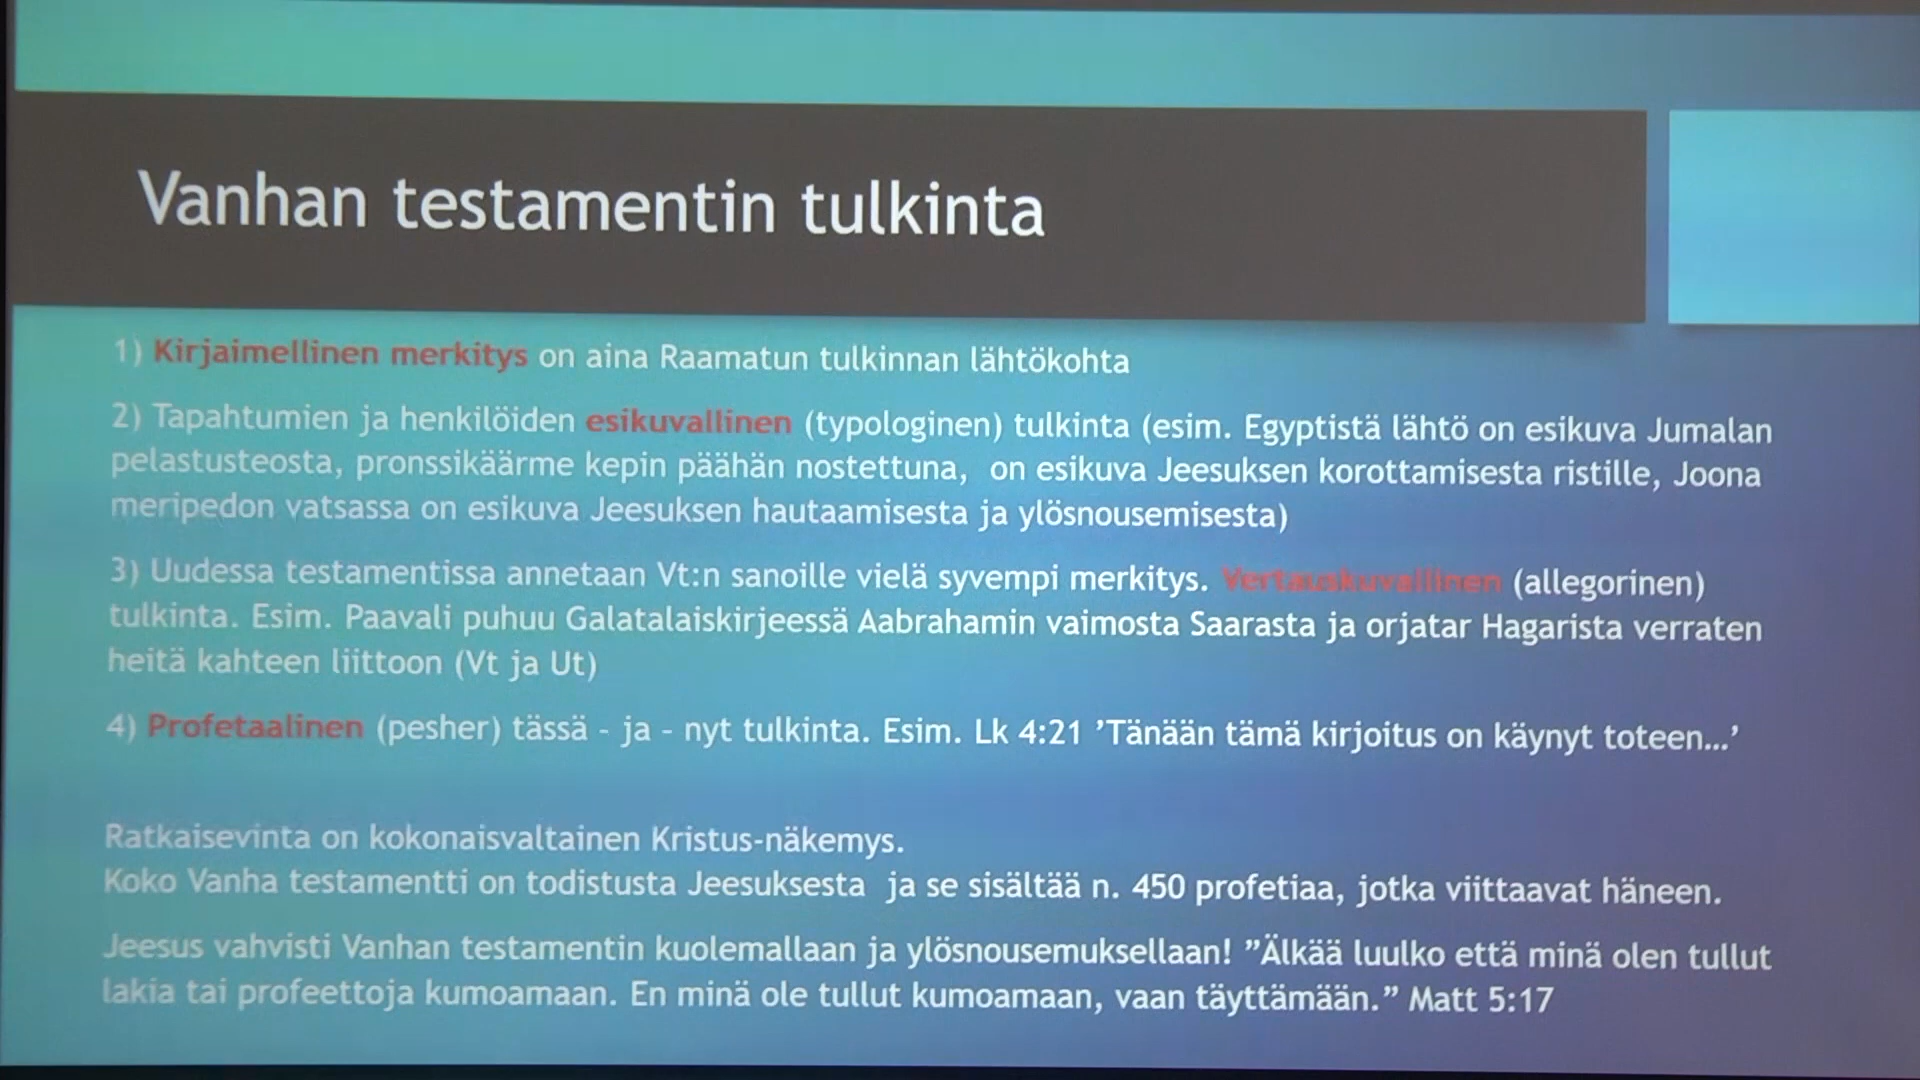 Vanhan testamentin tulkinta
1) Kirjaimellinen merkitys on aina Raamatun tulkinnan lähtökohta
2) Tapahtumien ja henkilöiden esikuvallinen (typologinen) tulkinta (esim. Egyptistä lähtö on esikuva Jumalan
pelastusteosta, pronssikäärme kepin päähän nostettuna, on esikuva Jeesuksen korottamisesta ristille, Joona
meripedon vatsassa on esikuva Jeesuksen hautaamisesta ja ylösnousemisesta)
3) Uudessa testamentissa annetaan Vt:n sanoille vielä syvempi merkitys. Vertauskuvallinen (allegorinen)
tulkinta. Esim. Paavali puhuu Galatalaiskirjeessä Aabrahamin vaimosta Saarasta ja orjatar Hagarista verraten
heitä kahteen liittoon (Vt ja Ut)
4) Profetaalinen (pesher) tässä - ja - nyt tulkinta. Esim. Lk 4:21 ’Tänään tämä kirjoitus on käynyt toteen...’
Ratkaisevinta on kokonaisvaltainen Kristus-näkemys.
Koko Vanha testamentti on todistusta Jeesuksesta ja se sisältää n. 450 profetiaa, jotka viittaavat häneen.
Jeesus vahvisti Vanhan testamentin kuolemallaan ja ylösnousemuksellaan! ”Älkää luulko että minä olen tullut
lakia tai profeettoja kumoamaan. En minä ole tullut kumoamaan, vaan täyttämään.” Matt 5:17